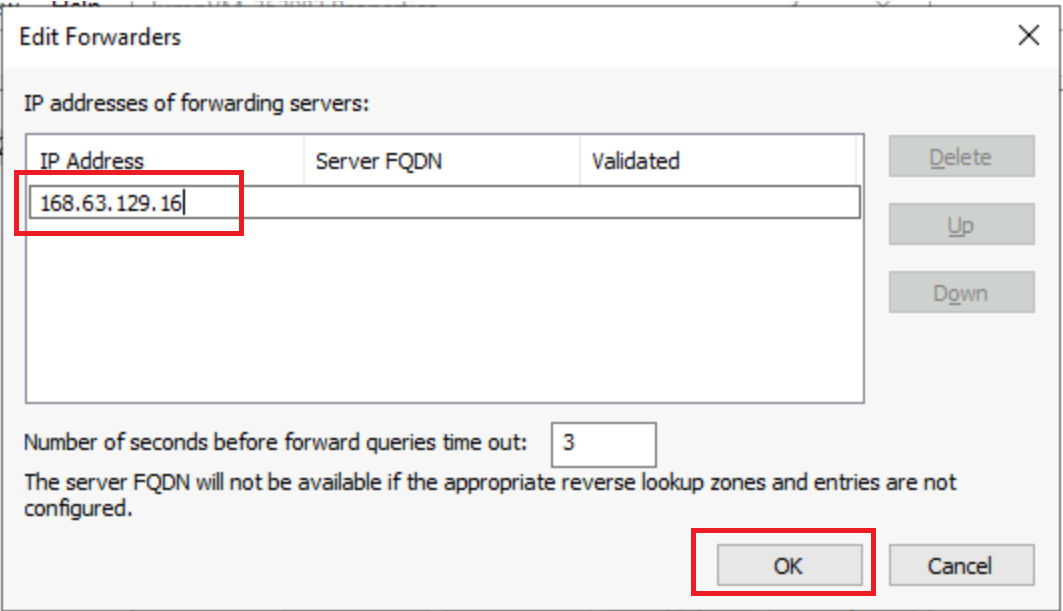 Edit Forwarders
IP addresses of forwarding servers:
IP Address Server FQDN Validated Delete
168.63.129.16
Up
Down
Number of seconds before forward queries time out: 3
The server FQDN will not be available if the appropriate reverse lookup zones and entries are not
configured.
OK Cancel